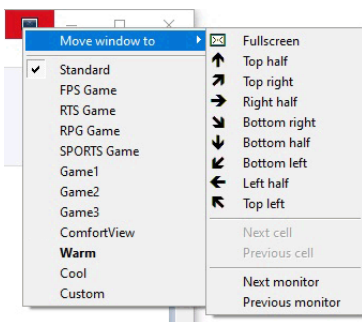 Move window to
Standard
FPS Game
RTS Game
RPG Game
SPORTS Game
Game1
Game2
Game3
ComfortView
Warm
Cool
Custom
Fullscreen
Top half
Top right
Right half
Bottom right
Bottom half
Bottom left
Left half
Top left
Next cell
Previous cell
Next monitor
Previous monitor